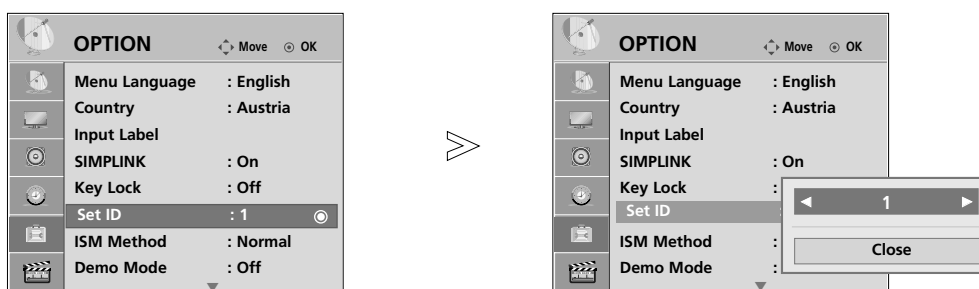 OPTION Move OK
Menu Language : English
Country : Austria
Input Label
SIMPLINK : On
Key Lock : Off
Set ID : 1
ISM Method : Normal
Demo Mode : Off
OPTION Move OK
Menu Language : English
Country : Austria
Input Label
SIMPLINK : On
Key Lock :
Set ID
ISM Method :
Demo Mode :
1
Close